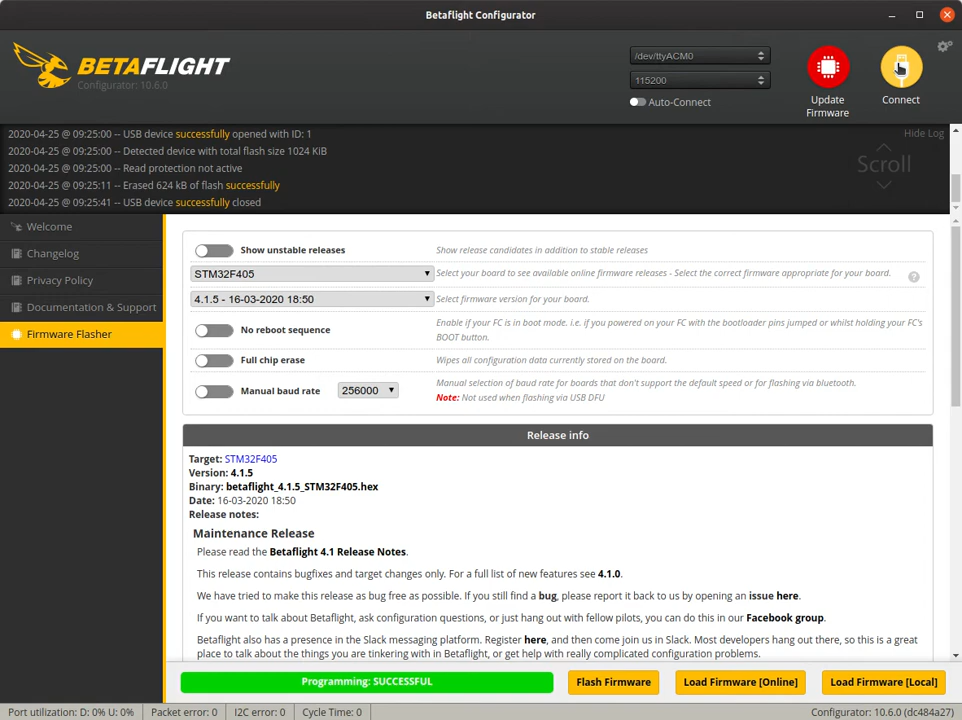 Betaflight Configurator
BETAFLIGHT
Configurator: 10.6.0
/dev/ttyACM0
115200
Auto-Connect
Update
Firmware
Connect
2020-04-25 @ 09:25:00 -- USB device successfully opened with ID: 1
2020-04-25 @ 09:25:00 -- Detected device with total flash size 1024 KiB
2020-04-25 @ 09:25:00 -- Read protection not active
2020-04-25 @ 09:25:11 -- Erased 624 kB of flash successfully
2020-04-25 @ 09:25:41 -- USB device successfully closed
Hide Log
Scroll
Welcome
Changelog
Privacy Policy
Documentation & Support
Firmware Flasher
Show unstable releases
Show release candidates in addition to stable releases
STM32F405
Select your board to see available online firmware releases - Select the correct firmware appropriate for your board.
?
4.1.5 - 16-03-2020 18:50
Select firmware version for your board.
No reboot sequence
Enable if your FC is in boot mode. i.e. if you powered on your FC with the bootloader pins jumped or whilst holding your FC's
BOOT button.
Full chip erase
Wipes all configuration data currently stored on the board.
Manual baud rate
256000
Manual selection of baud rate for boards that don't support the default speed or for flashing via bluetooth.
Note: Not used when flashing via USB DFU
Release info
Target: STM32F405
Version: 4.1.5
Binary: betaflight_4.1.5_STM32F405.hex
Date: 16-03-2020 18:50
Release notes:
Maintenance Release
Please read the Betaflight 4.1 Release Notes.
This release contains bugfixes and target changes only. For a full list of new features see 4.1.0.
We have tried to make this release as bug free as possible. If you still find a bug, please report it back to us by opening an issue here.
If you want to talk about Betaflight, ask configuration questions, or just hang out with fellow pilots, you can do this in our Facebook group.
Betaflight also has a presence in the Slack messaging platform. Register here, and then come join us in Slack. Most developers hang out there, so this is a great
place to talk about the things you are tinkering with in Betaflight, or get help with really complicated configuration problems.
Programming: SUCCESSFUL
Flash Firmware
Load Firmware [Online]
Load Firmware [Local]
Port utilization: D: 0% U: 0%
Packet error: 0
I2C error: 0
Cycle Time: 0
Configurator: 10.6.0 (dc484a27)